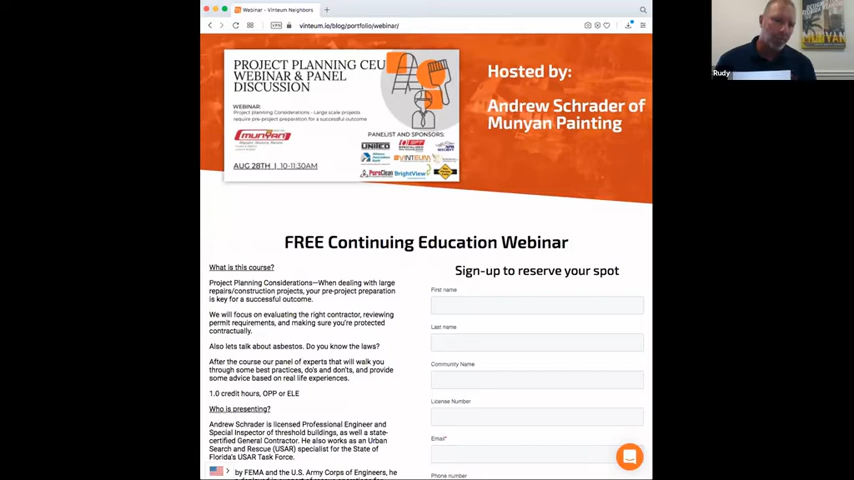 Webinar - Vinteum Neighbors
VPN
vinteum.io/blog/portfolio/webinar/
PROJECT PLANNING CEU
WEBINAR & PANEL
DISCUSSION
WEBINAR:
Project planning Considerations - Large scale projects
require pre-project preparation for a successful outcome
MUNYAN
PANELIST AND SPONSORS:
UNITED
VINTEUM
PuroClean
BrightView
AUG 28TH | 10-11:30AM
Hosted by:
Andrew Schrader of
Munyan Painting
MUNYAN
Rudy
FREE Continuing Education Webinar
What is this course?
Project Planning Considerations—When dealing with large
repairs/construction projects, your pre-project preparation
is key for a successful outcome.
We will focus on evaluating the right contractor, reviewing
permit requirements, and making sure you're protected
contractually.
Also lets talk about asbestos. Do you know the laws?
After the course our panel of experts that will walk you
through some best practices, do's and don'ts, and provide
some advice based on real life experiences.
1.0 credit hours, OPP or ELE
Who is presenting?
Andrew Schrader is licensed Professional Engineer and
Special Inspector of threshold buildings, as well a state-
certified General Contractor. He also works as an Urban
Search and Rescue (USAR) specialist for the State of
Florida's USAR Task Force.
by FEMA and the U.S. Army Corps of Engineers, he
Sign-up to reserve your spot
First name
Last name
Community Name
License Number
Email*
Phone number